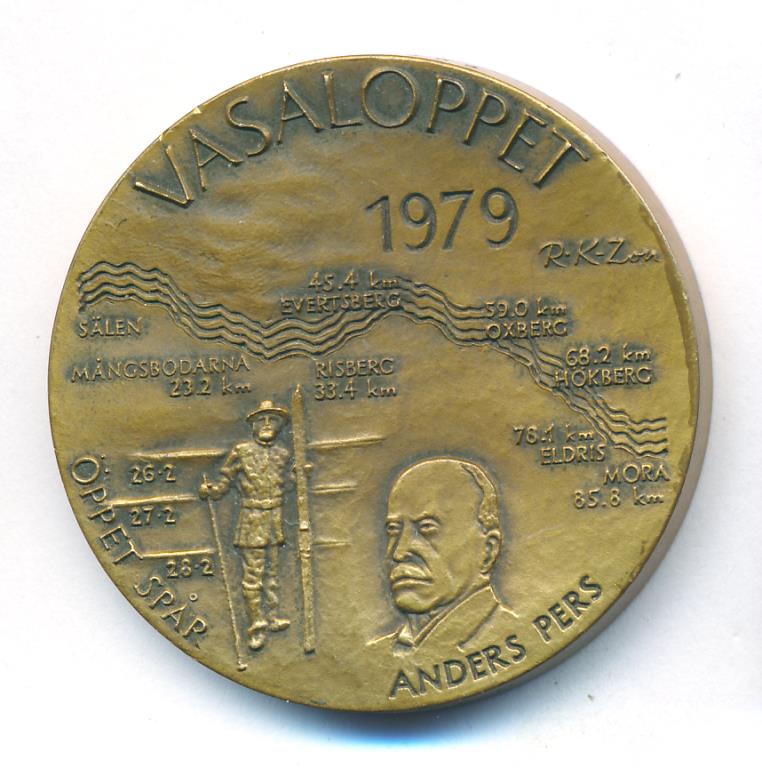 VASALOPPET
1979
R·K-Zon
45.4 km
EVERTSBERG
SÄLEN
59.0 km
OXBERG
MÅNGSBODARNA
23.2 km
RISBERG
33.4 km
68.2 km
HÖKBERG
78.1 km
ELDRIS
MORA
85.8 km
26·2
27·2
28·2
ÖPPET SPÅR
ANDERS PERS